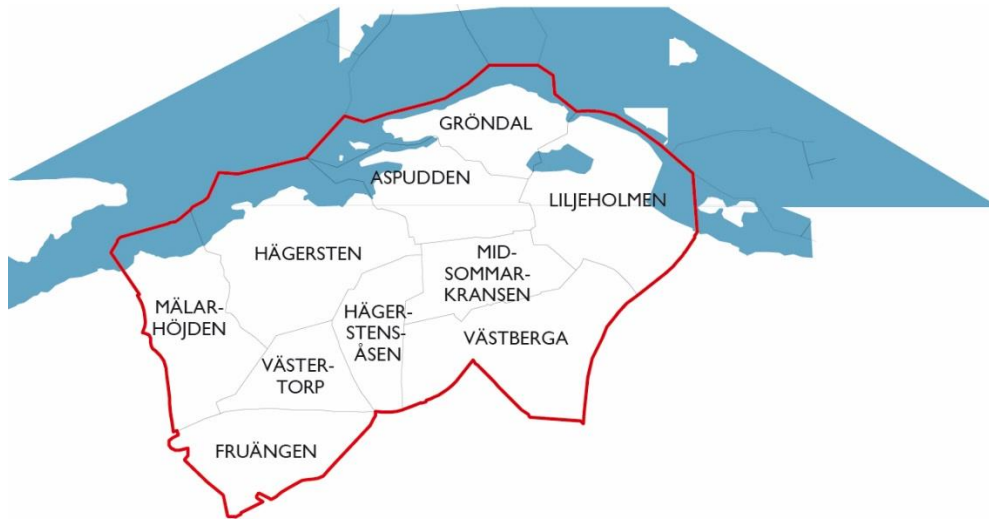 GRÖNDAL
ASPUDDEN
LILJEHOLMEN
HÄGERSTEN
MID-
SOMMAR-
KRANSEN
MÄLAR-
HÖJDEN
HÄGER-
STENS-
ÅSEN
VÄSTBERGA
VÄSTER-
TORP
FRUÄNGEN